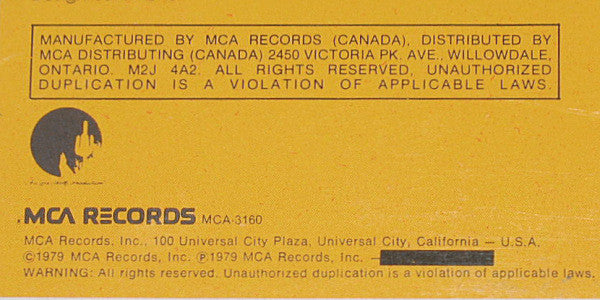 MANUFACTURED BY MCA RECORDS (CANADA), DISTRIBUTED BY
MCA DISTRIBUTING (CANADA) 2450 VICTORIA PK. AVE., WILLOWDALE,
ONTARIO. M2J 4A2. ALL RIGHTS RESERVED, UNAUTHORIZED
DUPLICATION IS A VIOLATION OF APPLICABLE LAWS.
MCA RECORDS MCA-3160
MCA Records, Inc., 100 Universal City Plaza, Universal City, California — U.S.A.
©1979 MCA Records, Inc. ℗1979 MCA Records, Inc.—
WARNING: All rights reserved. Unauthorized duplication is a violation of applicable laws.